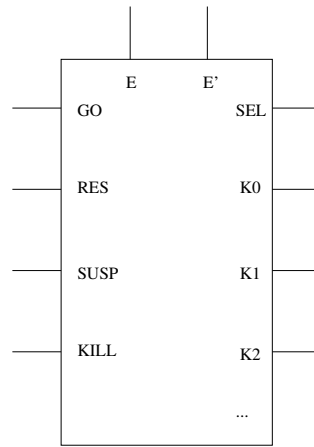 E E'
GO SEL
RES K0
SUSP K1
KILL K2
...